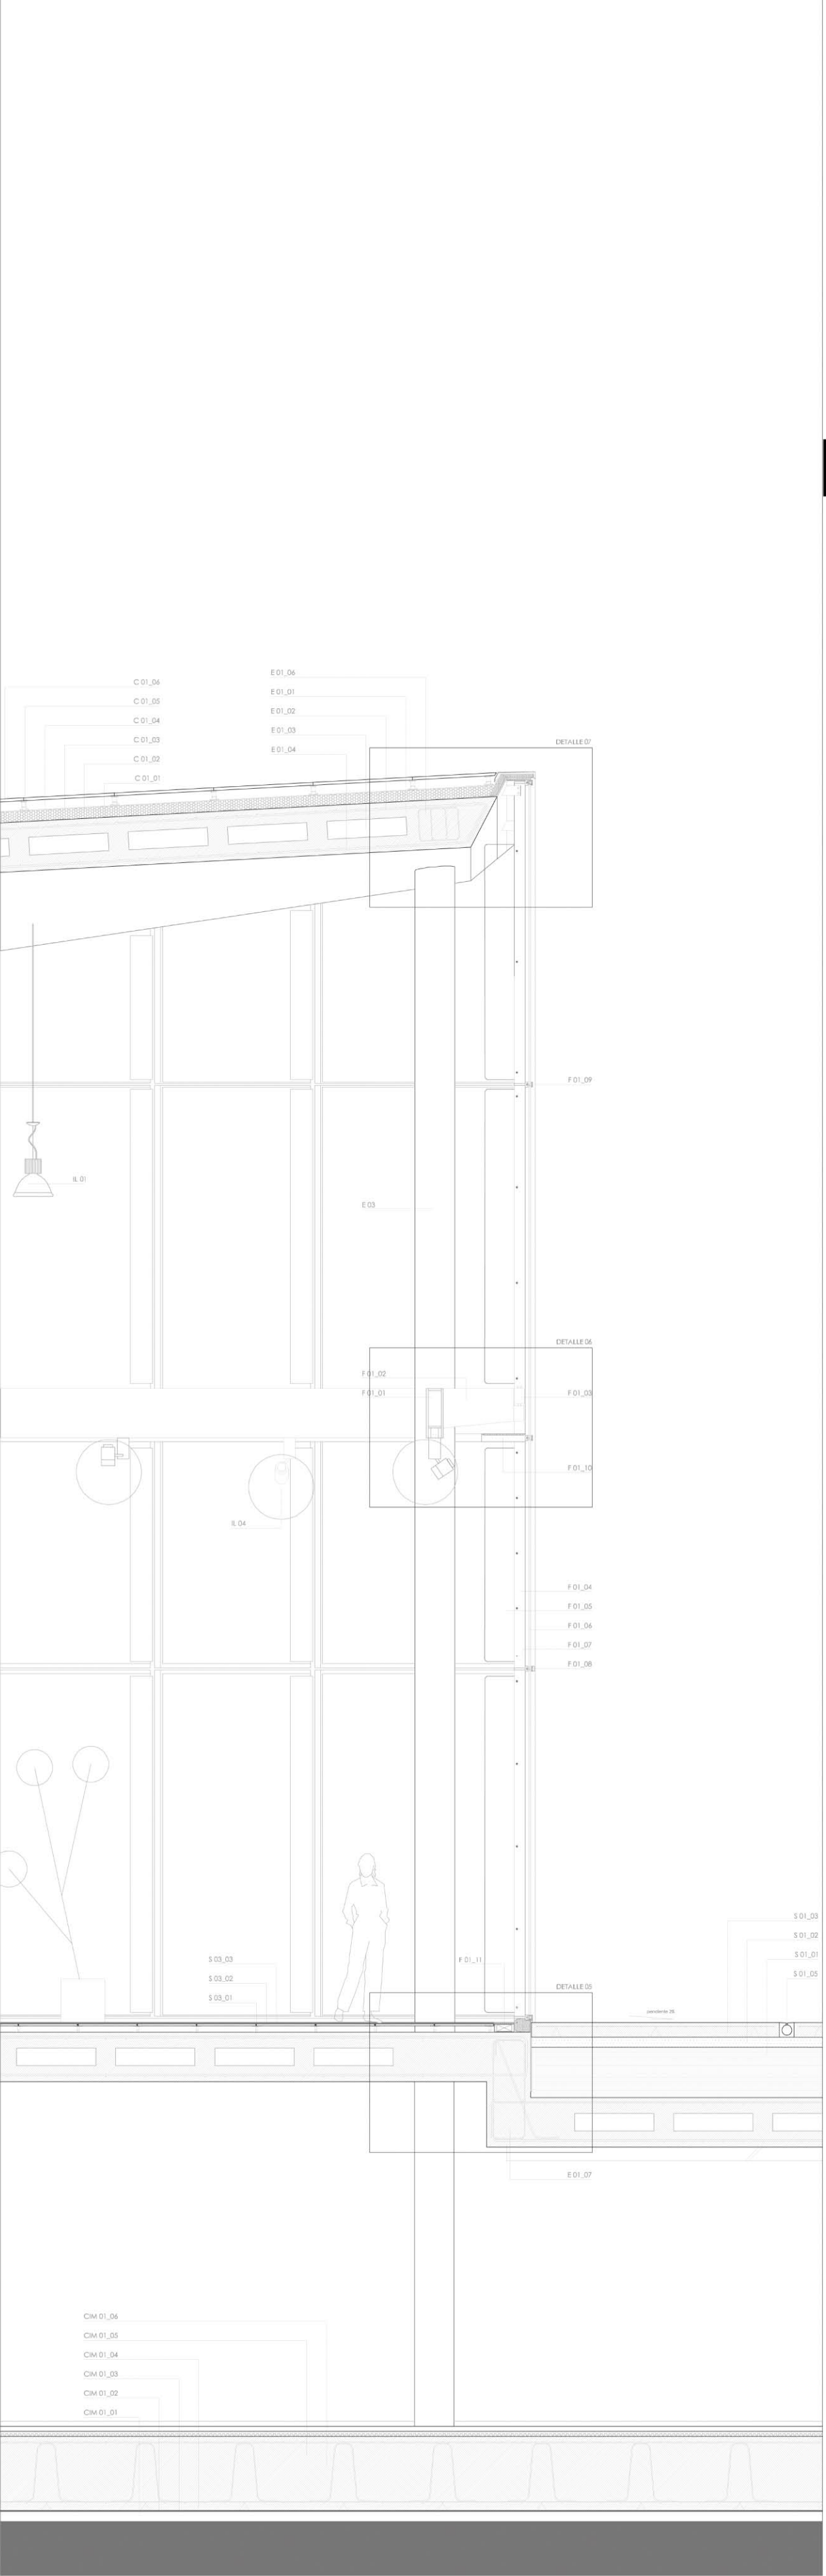 E 01_06
C 01_06
E 01_01
C 01_05
E 01_02
C 01_04
E 01_03
C 01_03
E 01_04
C 01_02
C 01_01
DETALLE 07
F 01_09
IL 01
E 03
DETALLE 06
F 01_02
F 01_01
F 01_03
F 01_10
IL 04
F 01_04
F 01_05
F 01_06
F 01_07
F 01_08
S 01_03
S 01_02
S 01_01
S 01_05
S 03_03
S 03_02
S 03_01
F 01_11
DETALLE 05
E 01_07
CIM 01_06
CIM 01_05
CIM 01_04
CIM 01_03
CIM 01_02
CIM 01_01